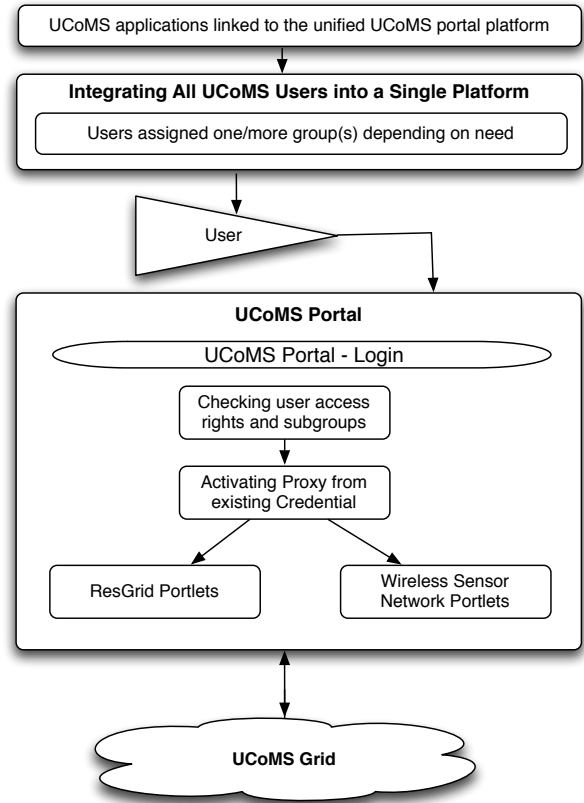 UCoMS applications linked to the unified UCoMS portal platform
Integrating All UCoMS Users into a Single Platform
Users assigned one/more group(s) depending on need
User
UCoMS Portal
UCoMS Portal - Login
Checking user access
rights and subgroups
Activating Proxy from
existing Credential
ResGrid Portlets
Wireless Sensor
Network Portlets
UCoMS Grid